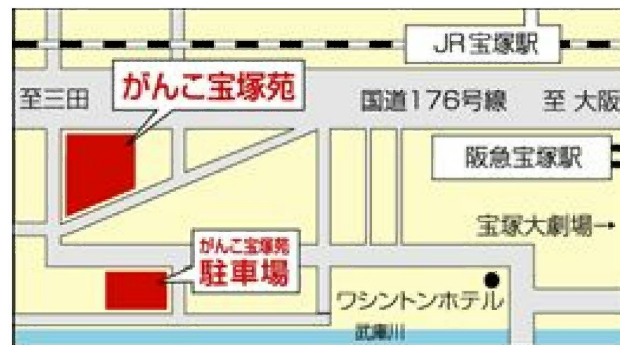 JR宝塚駅
至三田
がんこ宝塚苑
国道176号線
至 大阪
阪急宝塚駅
宝塚大劇場→
がんこ宝塚苑
駐車場
ワシントンホテル
武庫川